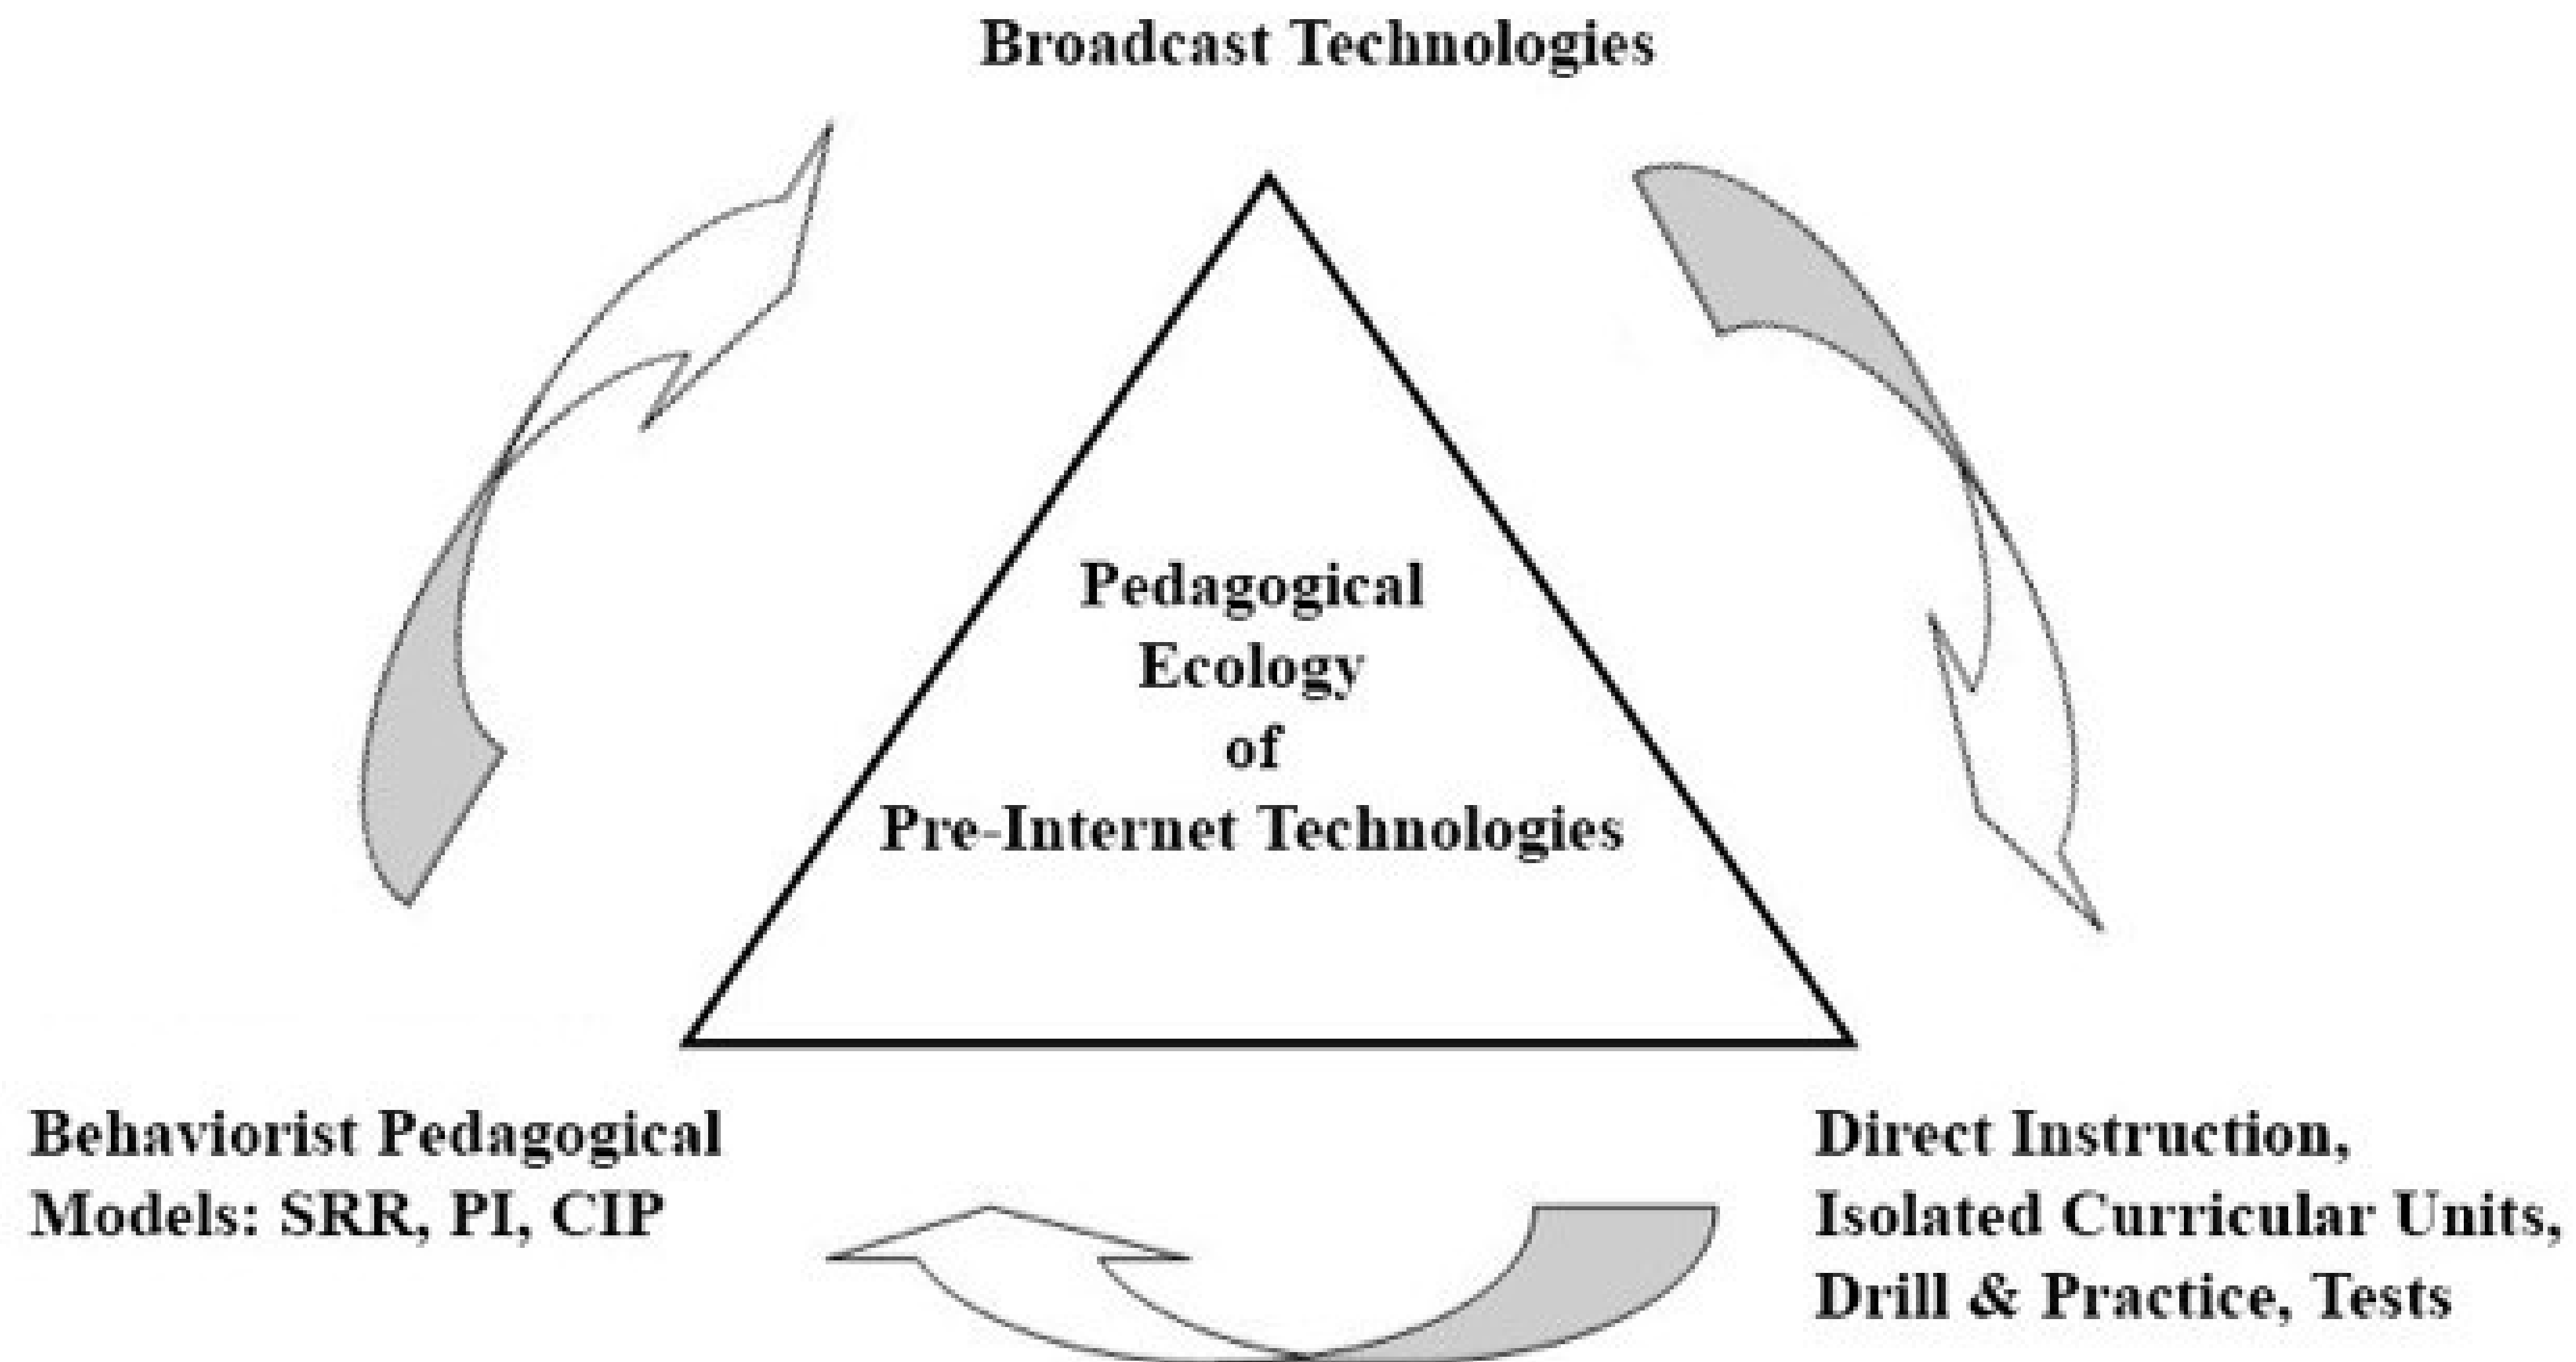 Broadcast Technologies
Pedagogical
Ecology
of
Pre-Internet Technologies
Behaviorist Pedagogical
Models: SRR, PI, CIP
Direct Instruction,
Isolated Curricular Units,
Drill & Practice, Tests